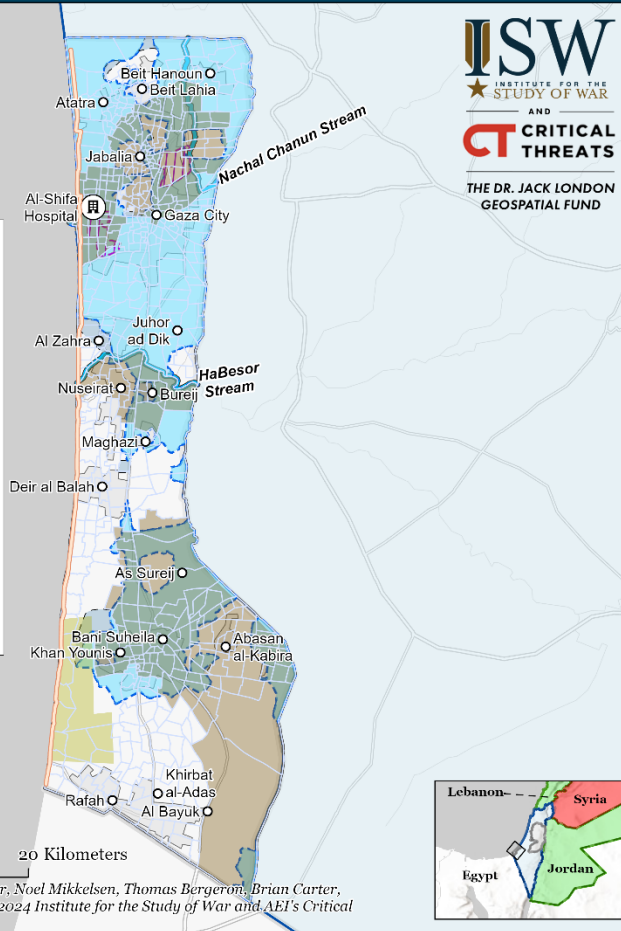 ISW
INSTITUTE FOR THE
STUDY OF WAR
AND
CT CRITICAL
THREATS
THE DR. JACK LONDON
GEOSPATIAL FUND
Beit Hanoun
Beit Lahia
Atatra
Nachal Chanun Stream
Jabalia
Al-Shifa
Hospital
Gaza City
Juhor
ad Dik
Al Zahra
HaBesor
Stream
Nuseirat
Bureij
Maghazi
Deir al Balah
As Sureij
Bani Suheila
Abasan
al-Kabira
Khan Younis
Khirbat
al-Adas
Rafah
Al Bayuk
Lebanon
Syria
Egypt
Jordan
20 Kilometers
r, Noel Mikkelsen, Thomas Bergeron, Brian Carter,
2024 Institute for the Study of War and AEI's Critical